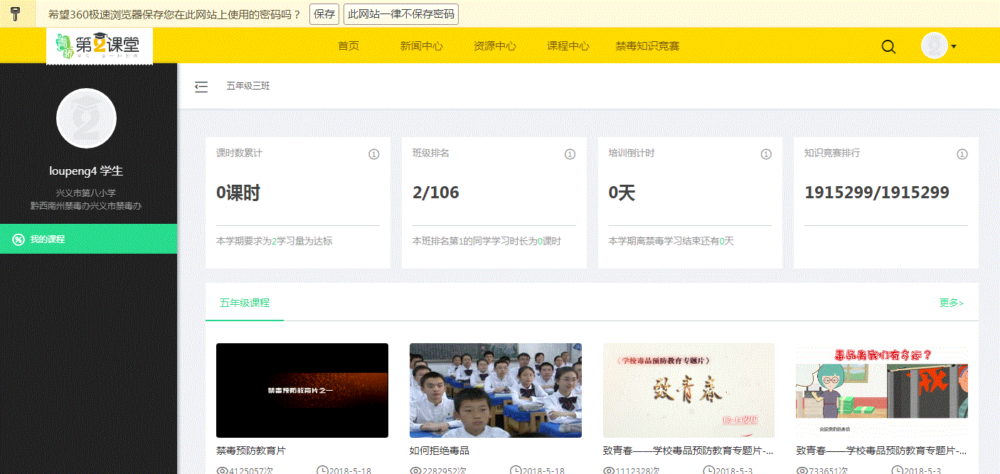 希望360极速浏览器保存您在此网站上使用的密码吗？ 保存 此网站一律不保存密码
青骄 第2课堂
首页 新闻中心 资源中心 课程中心 禁毒知识竞赛
五年级三班
loupeng4 学生
兴义市第八小学
黔西南州禁毒办兴义市禁毒办
我的课程
课时数累计
0课时
本学期要求为2学习量为达标
班级排名
2/106
本班排名第1的同学学习时长为0课时
培训倒计时
0天
本学期离禁毒学习结束还有0天
知识竞赛排行
1915299/1915299
五年级课程 更多>
禁毒预防教育片之一
禁毒预防教育片
4125057次 2018-5-18
如何拒绝毒品
2282952次 2018-5-18
（学校毒品预防教育专题片）
致青春
12-14岁版
致青春——学校毒品预防教育专题片-...
1112328次 2018-5-3
毒品离我们有多远？
致青春——学校毒品预防教育专题片-...
733651次 2018-5-3